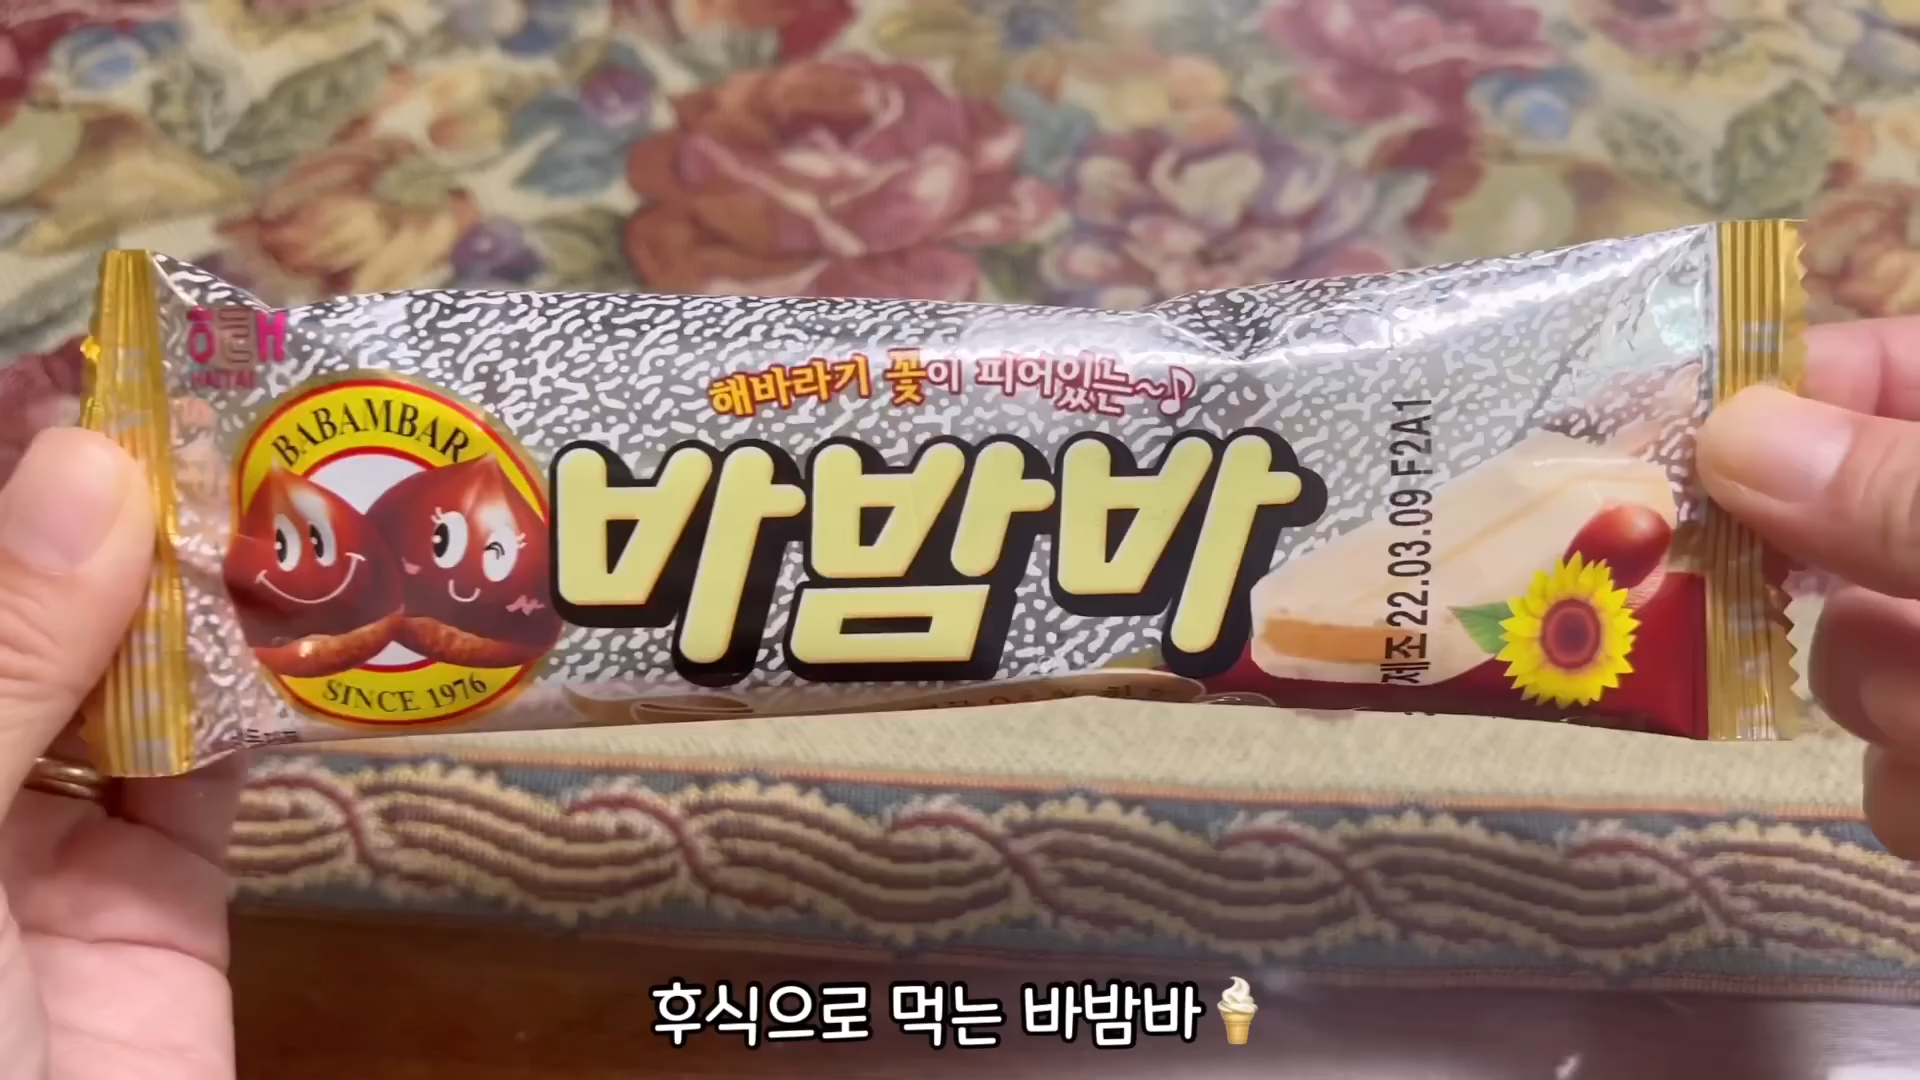 해태
HAITAI
BABAMBAR
SINCE 1976
해바라기 꽃이 피어있는~♪
바밤바
제조 22.03.09 F2A1
후식으로 먹는 바밤바🍦